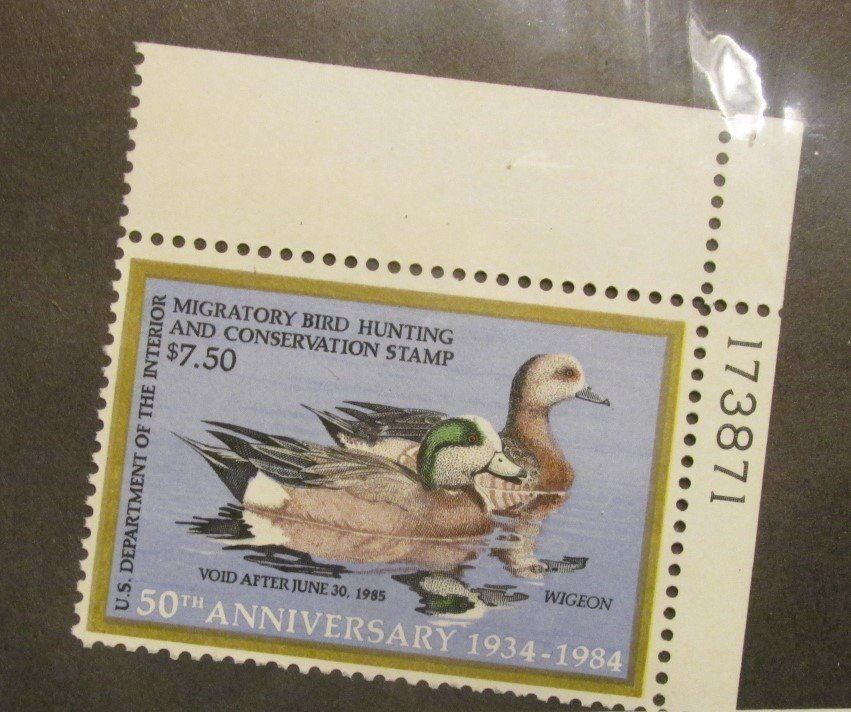 MIGRATORY BIRD HUNTING
AND CONSERVATION STAMP
$7.50
U.S. DEPARTMENT OF THE INTERIOR
VOID AFTER JUNE 30, 1985
WIGEON
50TH ANNIVERSARY 1934-1984
173871